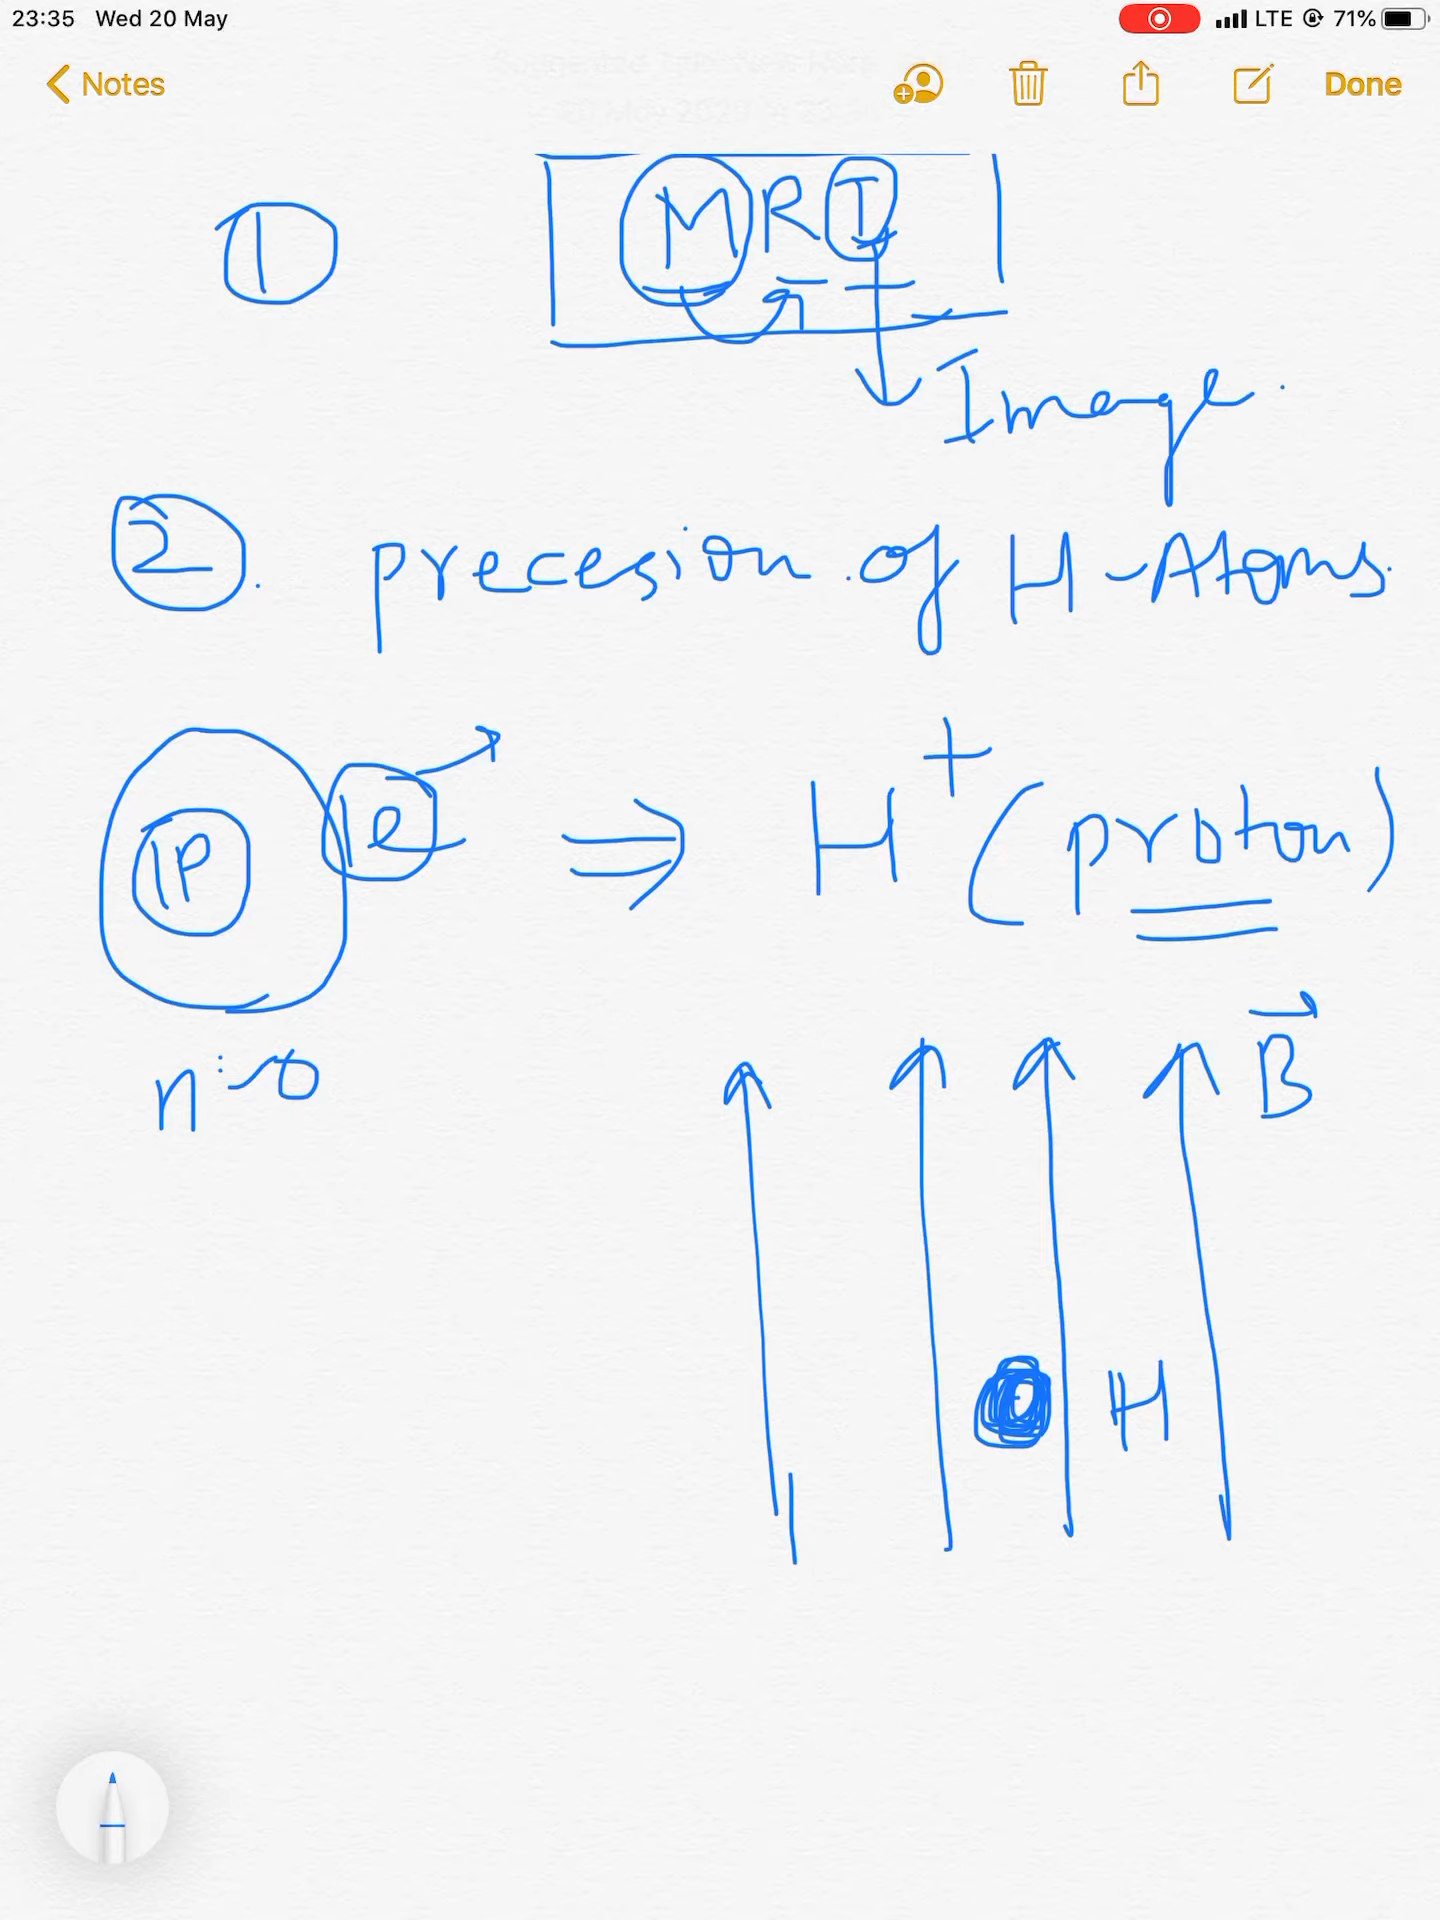 23:35 Wed 20 May LTE 71%
Notes Done
1 MRI
Image.
2. precesion of H-Atoms.
1P 1e ⇒ H+ (proton)
n=0
B
H